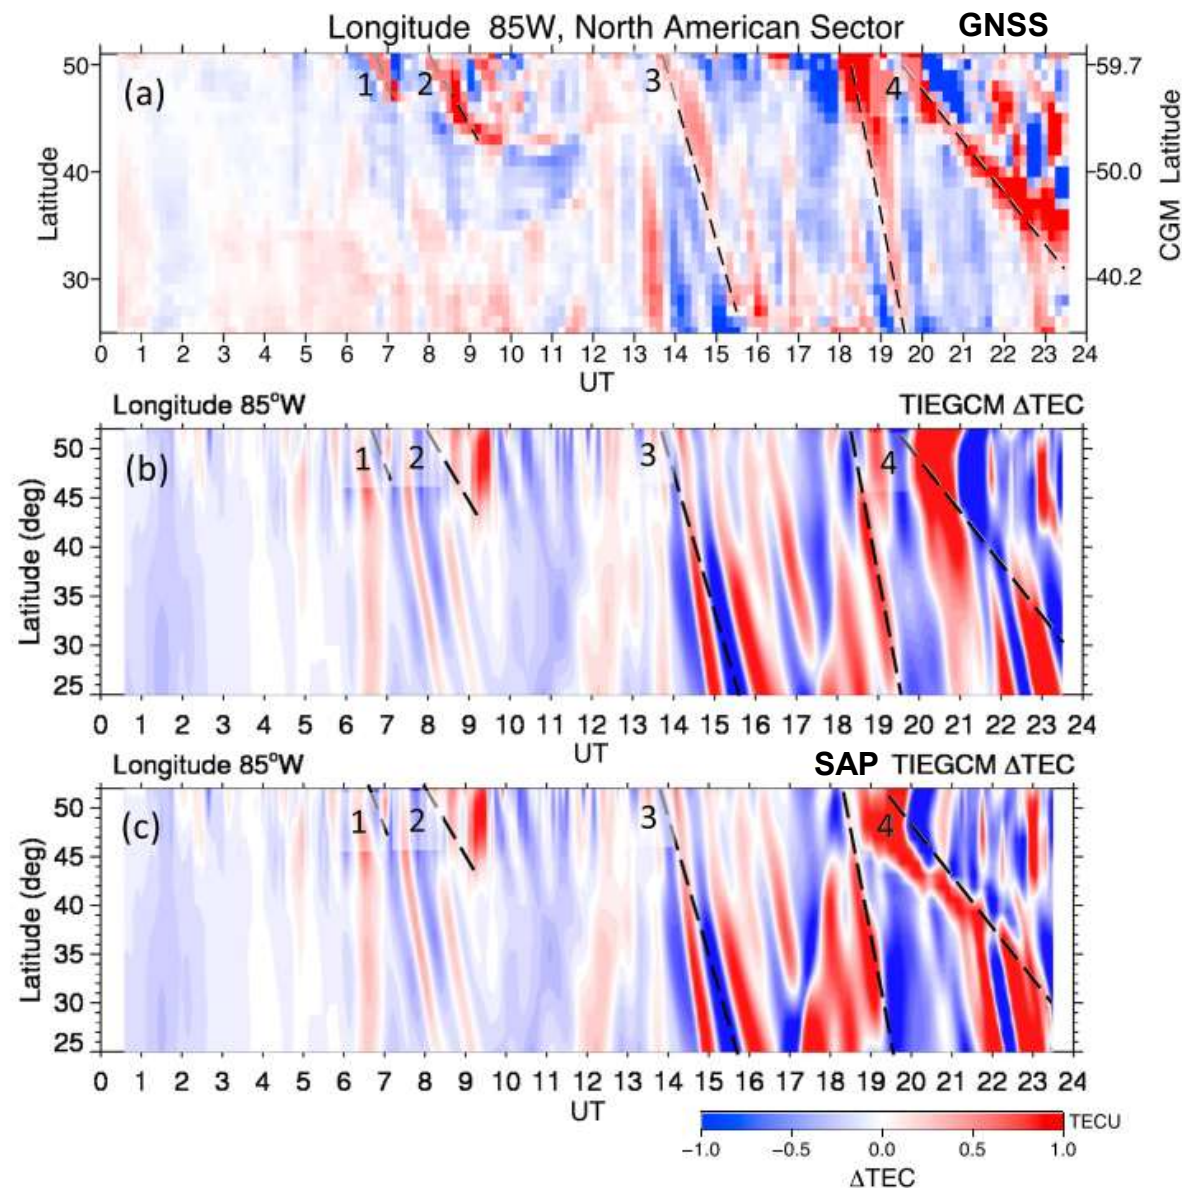 Longitude 85W, North American Sector GNSS
(a)
1 2 3 4
50
40
30
Latitude
59.7
50.0
40.2
CGM Latitude
0 1 2 3 4 5 6 7 8 9 10 11 12 13 14 15 16 17 18 19 20 21 22 23 24
UT
Longitude 85°W TIEGCM ΔTEC
(b)
1 2 3 4
50
45
40
35
30
25
Latitude (deg)
0 1 2 3 4 5 6 7 8 9 10 11 12 13 14 15 16 17 18 19 20 21 22 23 24
UT
Longitude 85°W SAP TIEGCM ΔTEC
(c)
1 2 3 4
50
45
40
35
30
25
Latitude (deg)
0 1 2 3 4 5 6 7 8 9 10 11 12 13 14 15 16 17 18 19 20 21 22 23 24
UT
TECU
−1.0 −0.5 0.0 0.5 1.0
ΔTEC